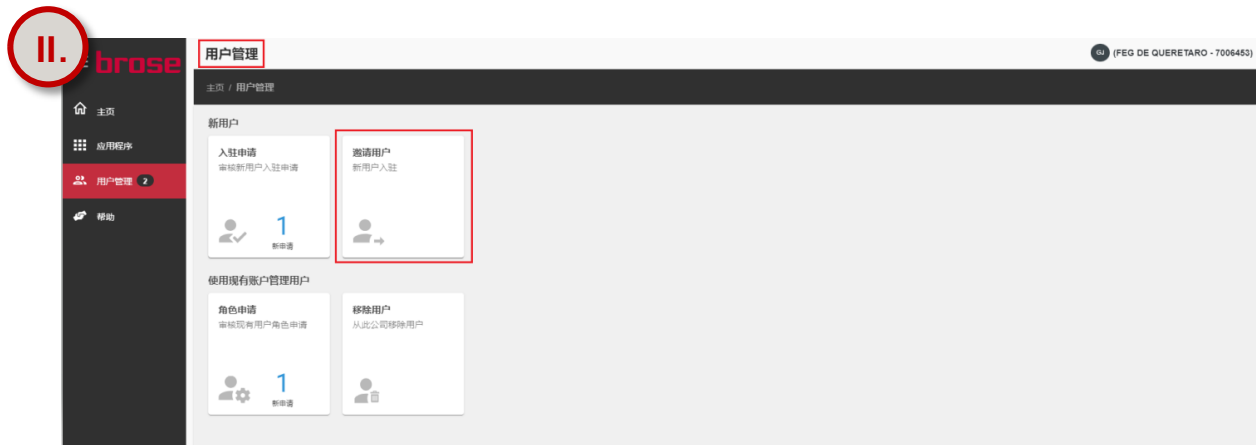 II.
brose
用户管理
GJ (FEG DE QUERETARO - 7006453)
主页 / 用户管理
主页
应用程序
用户管理 2
帮助
新用户
入驻申请
审核新用户入驻申请
1
新申请
邀请用户
新用户入驻
使用现有账户管理用户
角色申请
审核现有用户角色申请
1
新申请
移除用户
从此公司移除用户